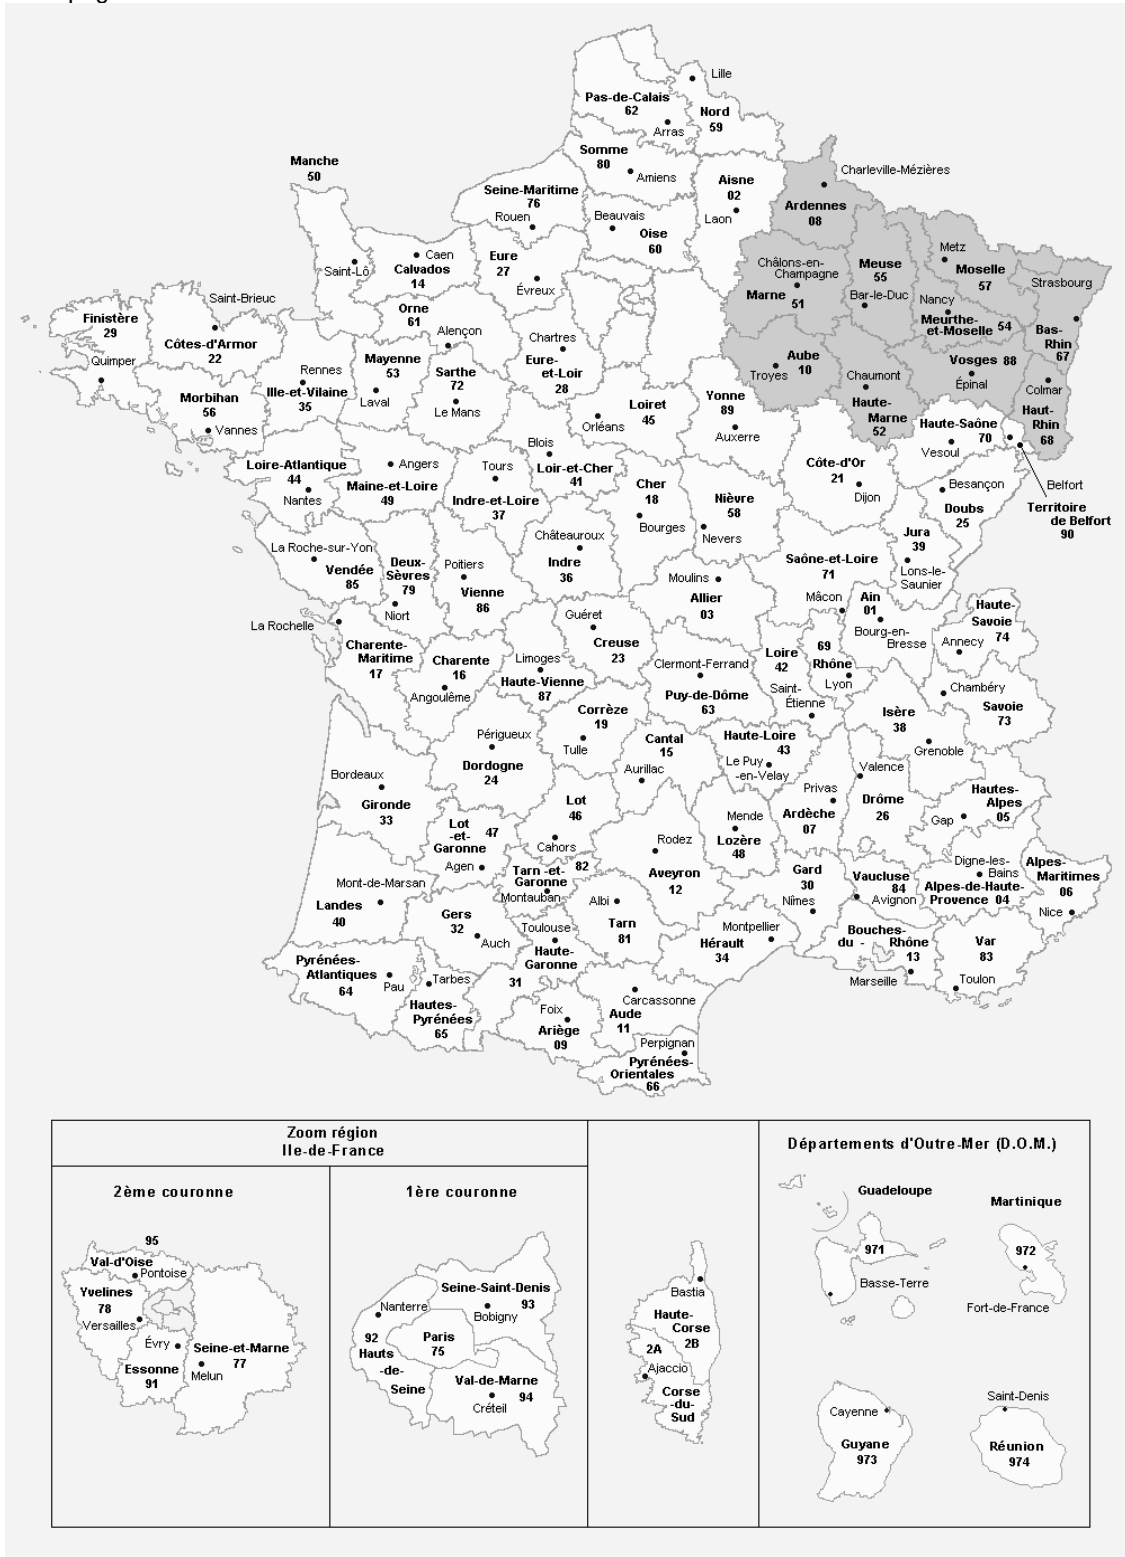 Lille
Pas-de-Calais
62
Nord
59
Arras
Somme
80
Amiens
Manche
50
Charleville-Mézières
Aisne
02
Laon
Seine-Maritime
76
Rouen
Ardennes
08
Beauvais
Oise
60
Saint-Lô
Caen
Calvados
14
Eure
27
Évreux
Metz
Moselle
57
Châlons-en-
Champagne
Marne
51
Meuse
55
Bar-le-Duc
Strasbourg
Nancy
Meurthe-
et-Moselle 54
Bas-
Rhin
67
Saint-Brieuc
Finistère
29
Quimper
Côtes-d'Armor
22
Orne
61
Alençon
Chartres
Eure-
et-Loir
28
Mayenne
53
Laval
Sarthe
72
Le Mans
Rennes
Ille-et-Vilaine
35
Morbihan
56
Vannes
Aube
10
Troyes
Chaumont
Haute-
Marne
52
Vosges 88
Épinal
Colmar
Haut-
Rhin
68
Yonne
89
Auxerre
Loiret
45
Orléans
Haute-Saône
70
Vesoul
Blois
Loir-et-Cher
41
Loire-Atlantique
44
Nantes
Angers
Maine-et-Loire
49
Tours
Indre-et-Loire
37
Cher
18
Bourges
Nièvre
58
Nevers
Côte-d'Or
21
Dijon
Besançon
Doubs
25
Belfort
Territoire
de Belfort
90
La Roche-sur-Yon
Vendée
85
Deux-
Sèvres
79
Niort
Poitiers
Vienne
86
Châteauroux
Indre
36
Jura
39
Lons-le-
Saunier
Saône-et-Loire
71
Mâcon
Moulins
Allier
03
Ain
01
Bourg-en-
Bresse
Haute-
Savoie
74
Annecy
La Rochelle
Charente-
Maritime
17
Charente
16
Angoulême
Guéret
Creuse
23
Limoges
Haute-Vienne
87
Clermont-Ferrand
Puy-de-Dôme
63
Loire
42
Saint-
Étienne
69
Rhône
Lyon
Chambéry
Savoie
73
Isère
38
Grenoble
Corrèze
19
Tulle
Périgueux
Dordogne
24
Cantal
15
Aurillac
Haute-Loire
43
Le Puy
-en-Velay
Valence
Drôme
26
Privas
Ardèche
07
Hautes-
Alpes
05
Gap
Bordeaux
Gironde
33
Lot
46
Cahors
Lot
-et-
Garonne
47
Agen
Mende
Lozère
48
Rodez
Aveyron
12
Tarn -et-
Garonne
82
Montauban
Gard
30
Nîmes
Vaucluse
84
Avignon
Digne-les-
Bains
Alpes-de-Haute-
Provence 04
Alpes-
Maritimes
06
Nice
Mont-de-Marsan
Landes
40
Gers
32
Auch
Albi
Tarn
81
Toulouse
Haute-
Garonne
31
Montpellier
Hérault
34
Bouches-
du - Rhône
13
Marseille
Var
83
Toulon
Pyrénées-
Atlantiques
64
Pau
Tarbes
Hautes-
Pyrénées
65
Foix
Ariège
09
Carcassonne
Aude
11
Perpignan
Pyrénées-
Orientales
66
Zoom région
Ile-de-France
2ème couronne
1ère couronne
Départements d'Outre-Mer (D.O.M.)
95
Val-d'Oise
Pontoise
Yvelines
78
Versailles
Évry
Essonne
91
Seine-et-Marne
77
Melun
Seine-Saint-Denis
93
Bobigny
Nanterre
92
Hauts
-de-
Seine
Paris
75
Val-de-Marne
94
Créteil
Bastia
Haute-
Corse
2B
2A
Ajaccio
Corse
-du-
Sud
Guadeloupe
971
Basse-Terre
Martinique
972
Fort-de-France
Cayenne
Guyane
973
Saint-Denis
Réunion
974